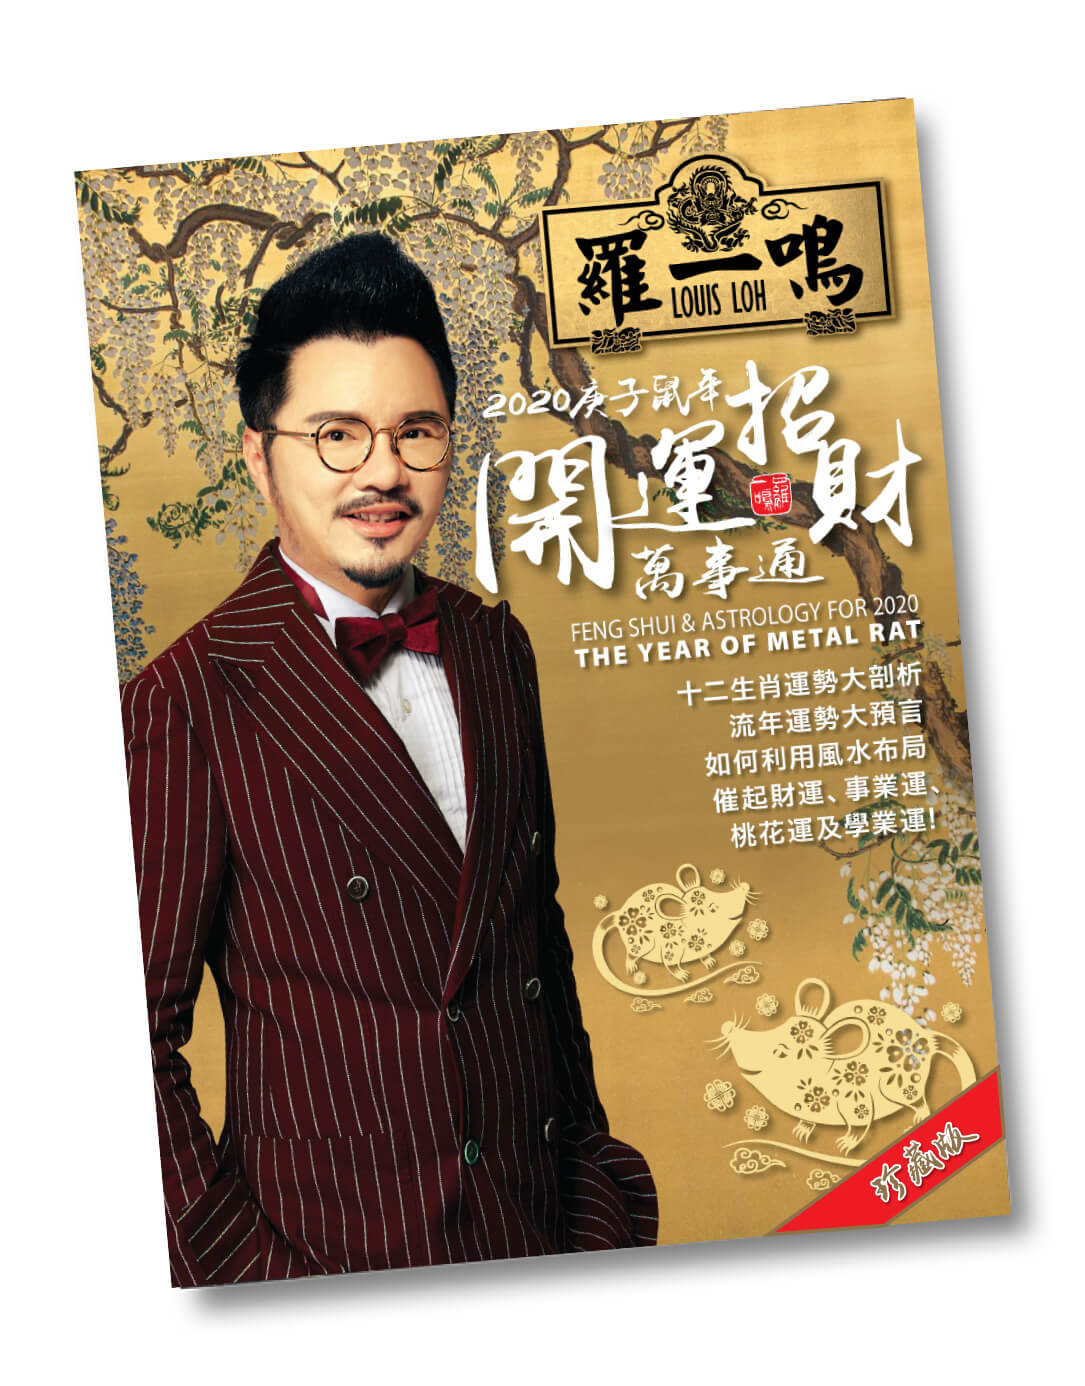 羅一鳴
LOUIS LOH
2020庚子鼠年
開運招財
羅一鳴
萬事通
FENG SHUI & ASTROLOGY FOR 2020
THE YEAR OF METAL RAT
十二生肖運勢大剖析
流年運勢大預言
如何利用風水布局
催起財運、事業運、
桃花運及學業運!
珍藏版